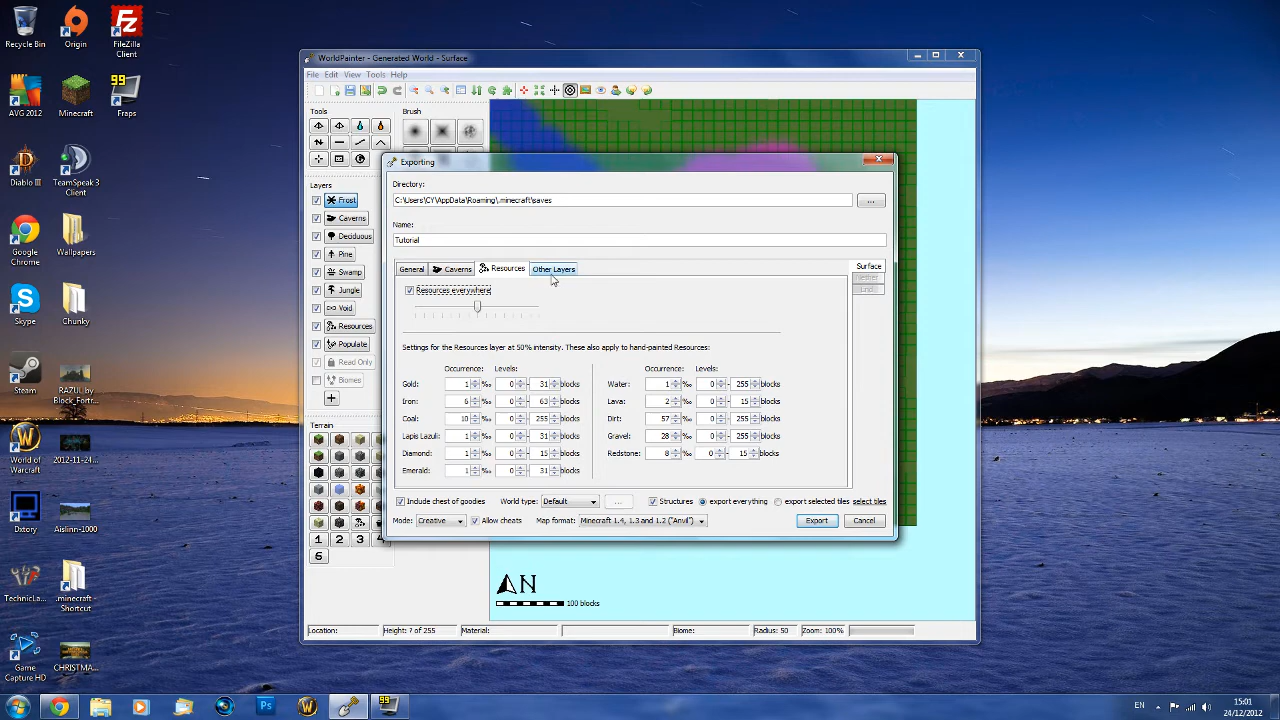 Recycle Bin
Origin
FileZilla Client
AVG 2012
Minecraft
Fraps
99
Diablo III
TeamSpeak 3 Client
Google Chrome
Wallpapers
Skype
Chunky
Steam
RAZUL by Block_Fortr...
World of Warcraft
2012-11-24...
Dxtory
Aislinn-1000
TechnicLa...
.minecraft - Shortcut
Game Capture HD
CHRISTMA...
WorldPainter - Generated World - Surface
File Edit View Tools Help
Tools
Brush
Layers
Frost
Caverns
Deciduous
Pine
Swamp
Jungle
Void
Resources
Populate
Read Only
Biomes
Terrain
1 2 3 4
6
Exporting
Directory:
C:\Users\CY\AppData\Roaming\.minecraft\saves
...
Name:
Tutorial
General Caverns Resources Other Layers
Surface
Nether
End
Resources everywhere
Settings for the Resources layer at 50% intensity. These also apply to hand-painted Resources:
Occurrence: Levels: Occurrence: Levels:
Gold: 1 ‰ 0 - 31 blocks Water: 1 ‰ 0 - 255 blocks
Iron: 6 ‰ 0 - 63 blocks Lava: 2 ‰ 0 - 15 blocks
Coal: 10 ‰ 0 - 255 blocks Dirt: 57 ‰ 0 - 255 blocks
Lapis Lazuli: 1 ‰ 0 - 31 blocks Gravel: 28 ‰ 0 - 255 blocks
Diamond: 1 ‰ 0 - 15 blocks Redstone: 8 ‰ 0 - 15 blocks
Emerald: 1 ‰ 0 - 31 blocks
Include chest of goodies World type: Default ... Structures export everything export selected tiles select tiles
Mode: Creative Allow cheats Map format: Minecraft 1.4, 1.3 and 1.2 ("Anvil") Export Cancel
N
100 blocks
Location: Height: ? of 255 Material: Biome: Radius: 50 Zoom: 100%
Ps
W
99
EN
15:01
24/12/2012